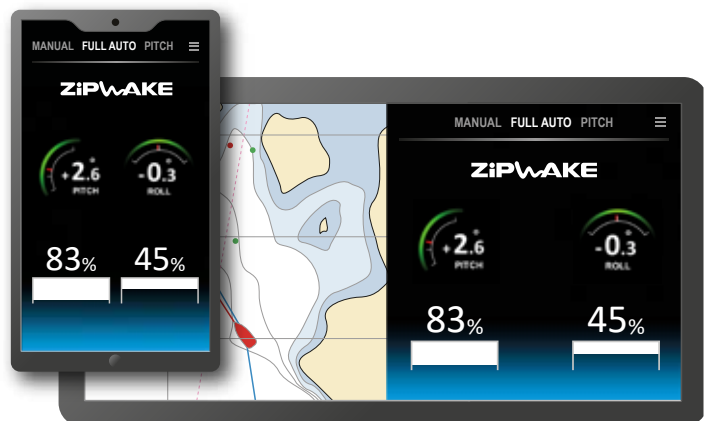 MANUAL FULL AUTO PITCH
ZiPWAKE
+2.6°
PITCH
-0.3°
ROLL
83% 45%
MANUAL FULL AUTO PITCH
ZiPWAKE
+2.6°
PITCH
-0.3°
ROLL
83% 45%